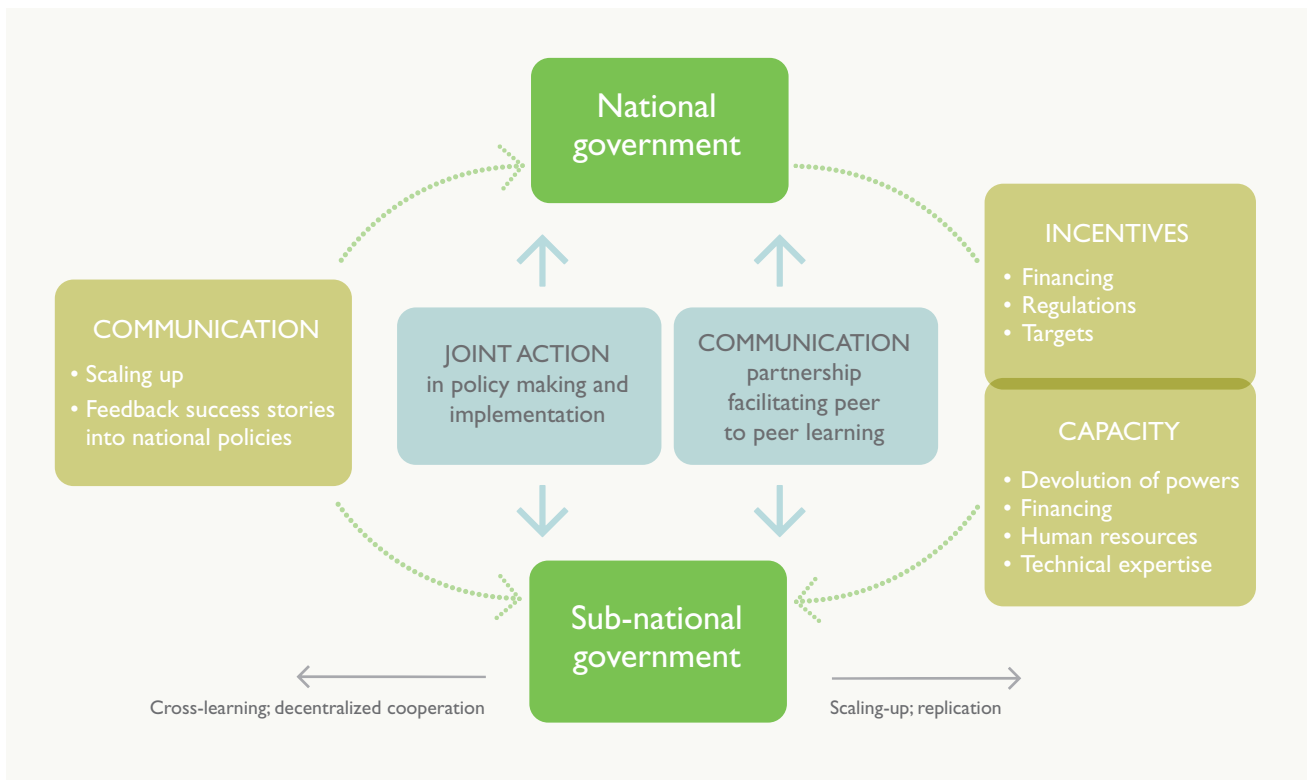 National
government
INCENTIVES
• Financing
• Regulations
• Targets
COMMUNICATION
• Scaling up
• Feedback success stories
into national policies
JOINT ACTION
in policy making and
implementation
COMMUNICATION
partnership
facilitating peer
to peer learning
CAPACITY
• Devolution of powers
• Financing
• Human resources
• Technical expertise
Sub-national
government
Cross-learning; decentralized cooperation
Scaling-up; replication